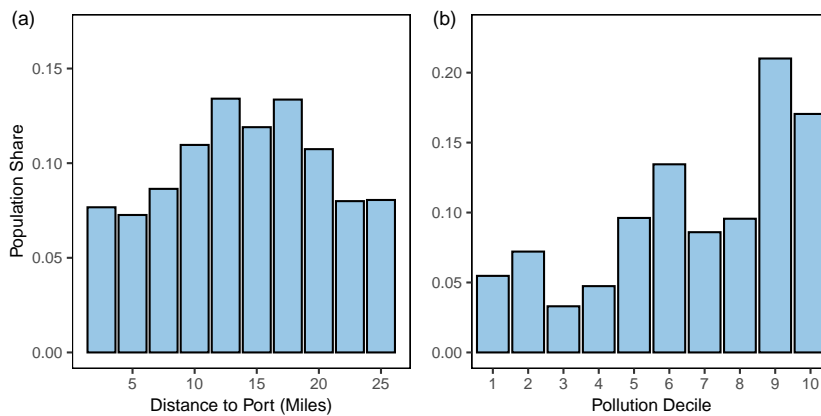 (a)
Population Share
0.15
0.10
0.05
0.00
5 10 15 20 25
Distance to Port (Miles)
(b)
0.20
0.15
0.10
0.05
0.00
1 2 3 4 5 6 7 8 9 10
Pollution Decile